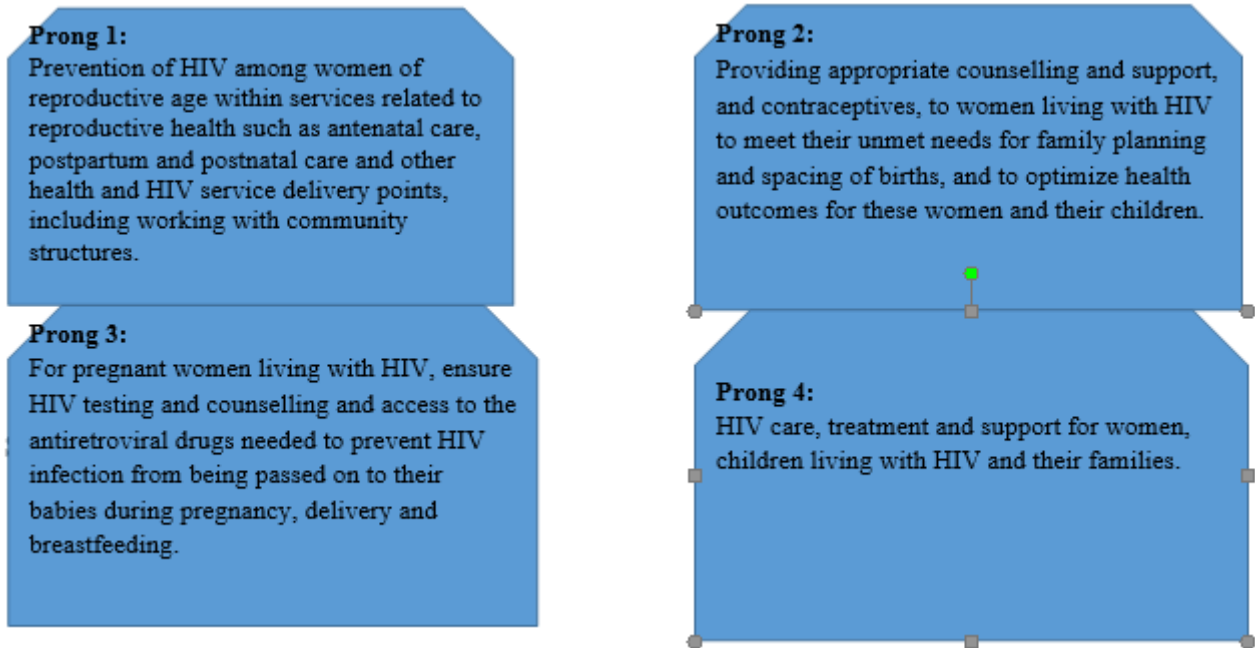 Prong 1:
Prevention of HIV among women of
reproductive age within services related to
reproductive health such as antenatal care,
postpartum and postnatal care and other
health and HIV service delivery points,
including working with community
structures.
Prong 2:
Providing appropriate counselling and support,
and contraceptives, to women living with HIV
to meet their unmet needs for family planning
and spacing of births, and to optimize health
outcomes for these women and their children.
Prong 3:
For pregnant women living with HIV, ensure
HIV testing and counselling and access to the
antiretroviral drugs needed to prevent HIV
infection from being passed on to their
babies during pregnancy, delivery and
breastfeeding.
Prong 4:
HIV care, treatment and support for women,
children living with HIV and their families.